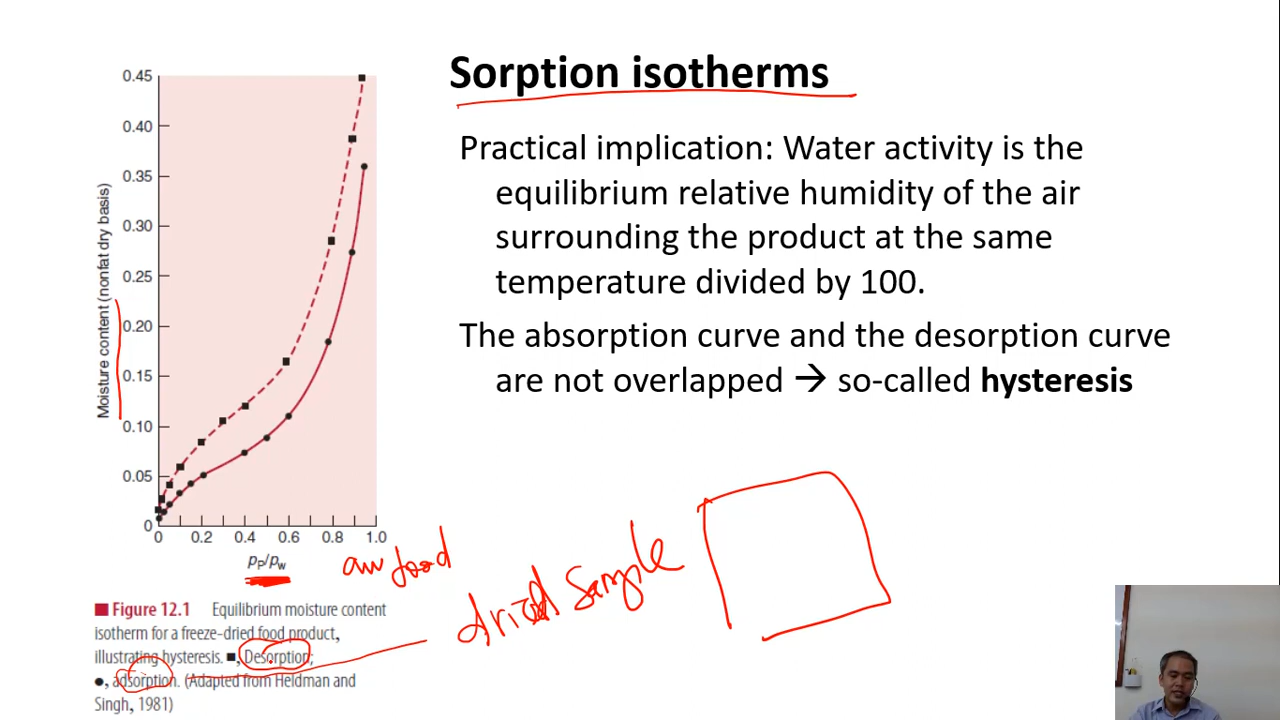 Sorption isotherms
Practical implication: Water activity is the
equilibrium relative humidity of the air
surrounding the product at the same
temperature divided by 100.
The absorption curve and the desorption curve
are not overlapped → so-called hysteresis
Moisture content (nonfat dry basis)
0.45
0.40
0.35
0.30
0.25
0.20
0.15
0.10
0.05
0
0 0.2 0.4 0.6 0.8 1.0
pP/pw
aw food
dried sample
■ Figure 12.1 Equilibrium moisture content
isotherm for a freeze-dried food product,
illustrating hysteresis. ■, Desorption;
●, adsorption. (Adapted from Heldman and
Singh, 1981)